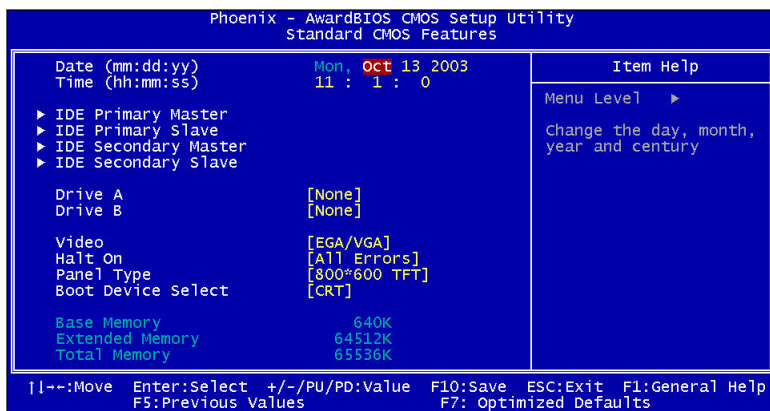 Phoenix - AwardBIOS CMOS Setup Utility
Standard CMOS Features
Date (mm:dd:yy) Mon, Oct 13 2003
Time (hh:mm:ss) 11 : 1 : 0
▶ IDE Primary Master
▶ IDE Primary Slave
▶ IDE Secondary Master
▶ IDE Secondary Slave
Drive A [None]
Drive B [None]
Video [EGA/VGA]
Halt On [All Errors]
Panel Type [800*600 TFT]
Boot Device Select [CRT]
Base Memory 640K
Extended Memory 64512K
Total Memory 65536K
Item Help
Menu Level ▶
Change the day, month,
year and century
↑↓→←:Move Enter:Select +/-/PU/PD:Value F10:Save ESC:Exit F1:General Help
F5:Previous Values F7: Optimized Defaults